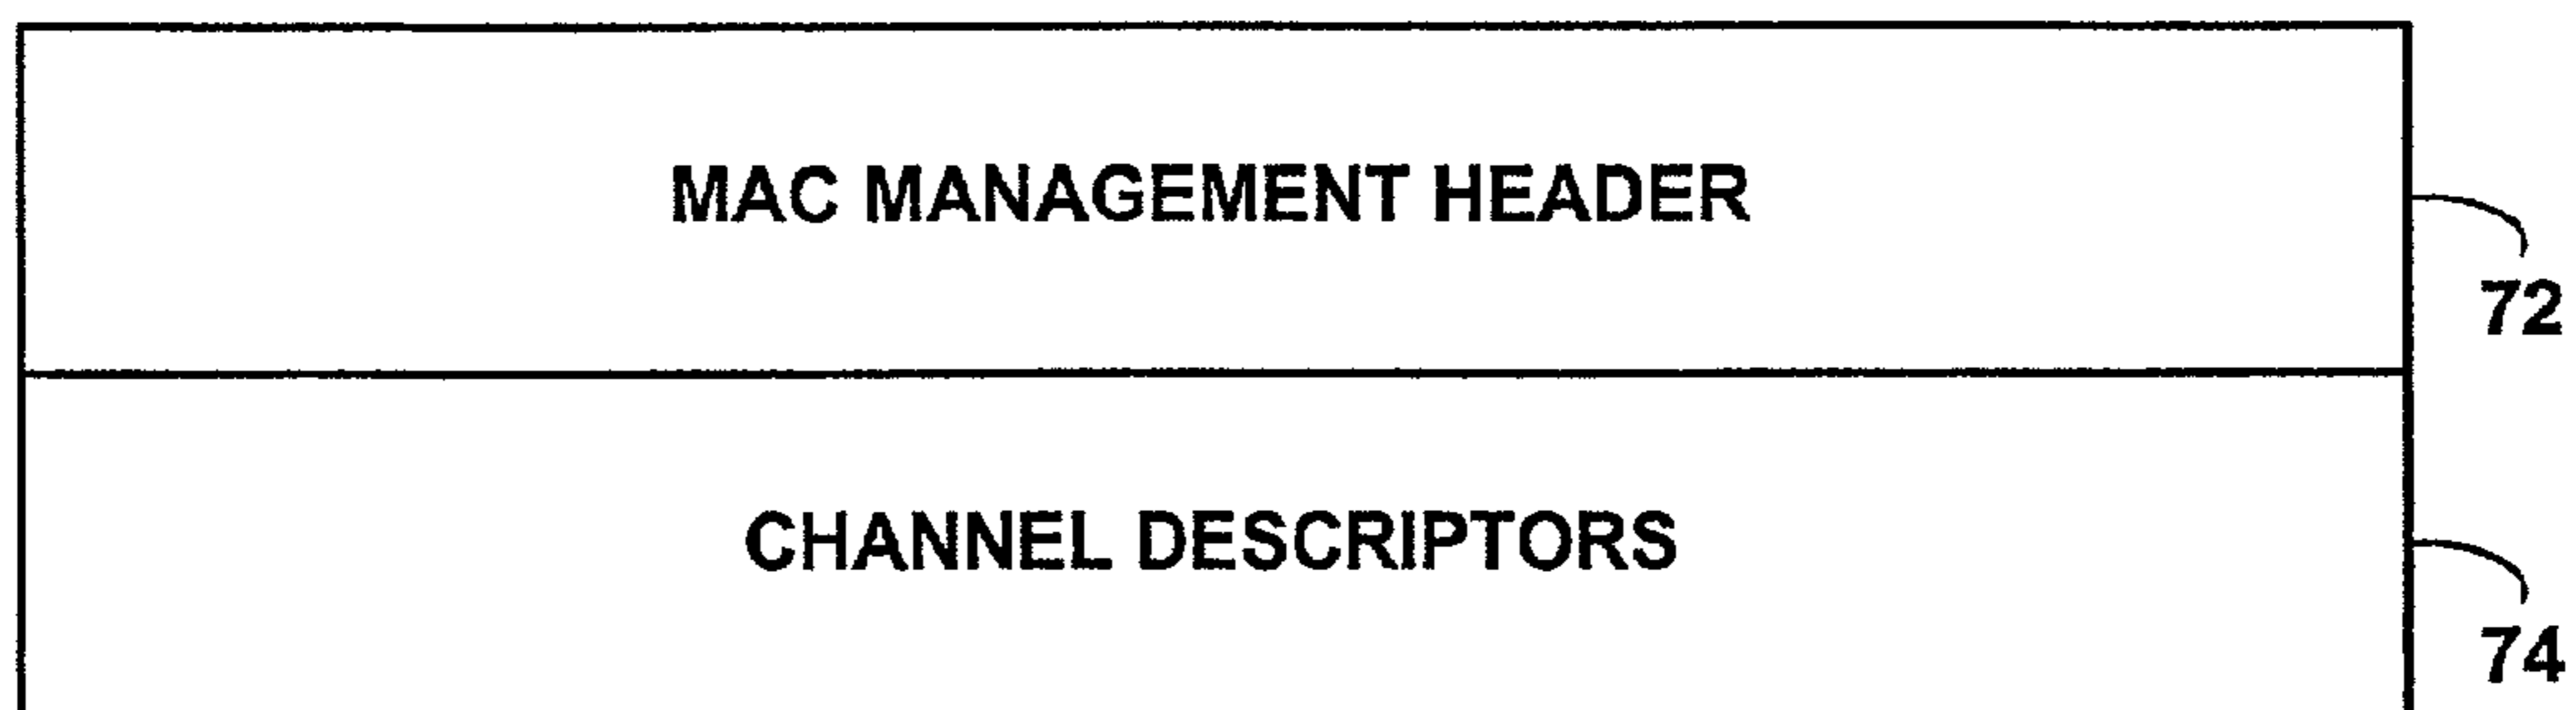 MAC MANAGEMENT HEADER
72
CHANNEL DESCRIPTORS
74